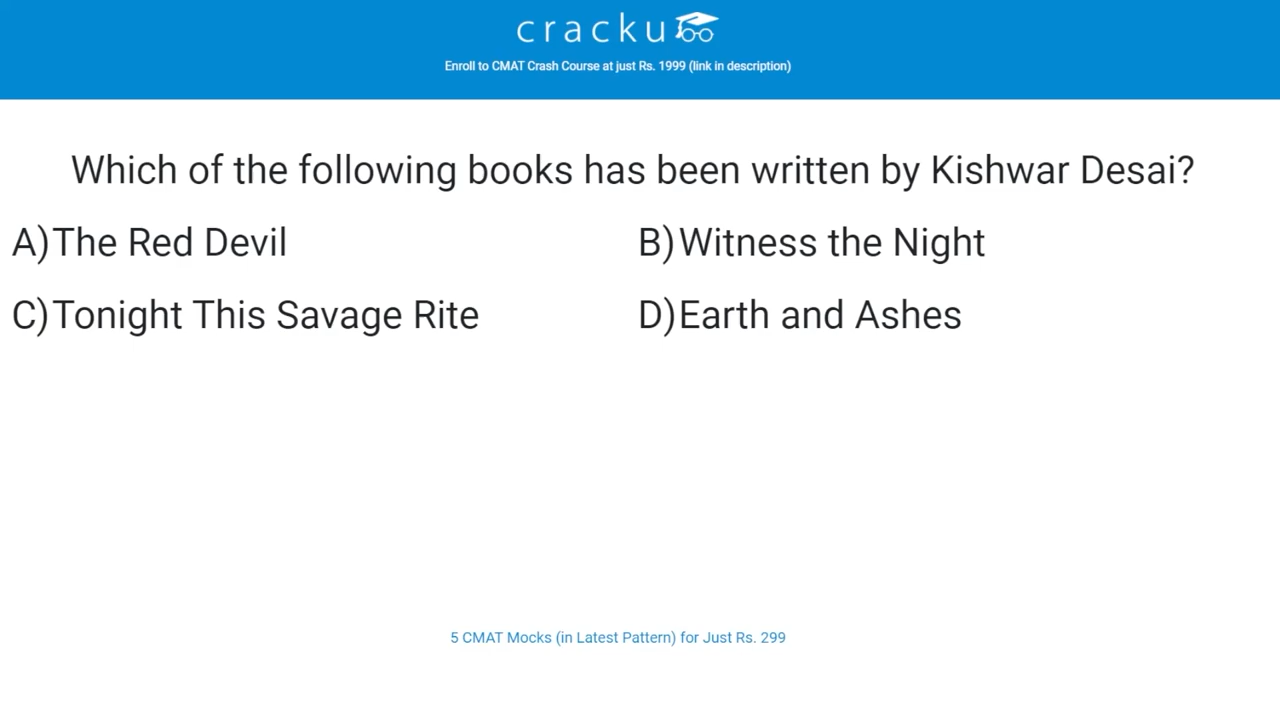 cracku
Enroll to CMAT Crash Course at just Rs. 1999 (link in description)
Which of the following books has been written by Kishwar Desai?
A)The Red Devil
B)Witness the Night
C)Tonight This Savage Rite
D)Earth and Ashes
5 CMAT Mocks (in Latest Pattern) for Just Rs. 299